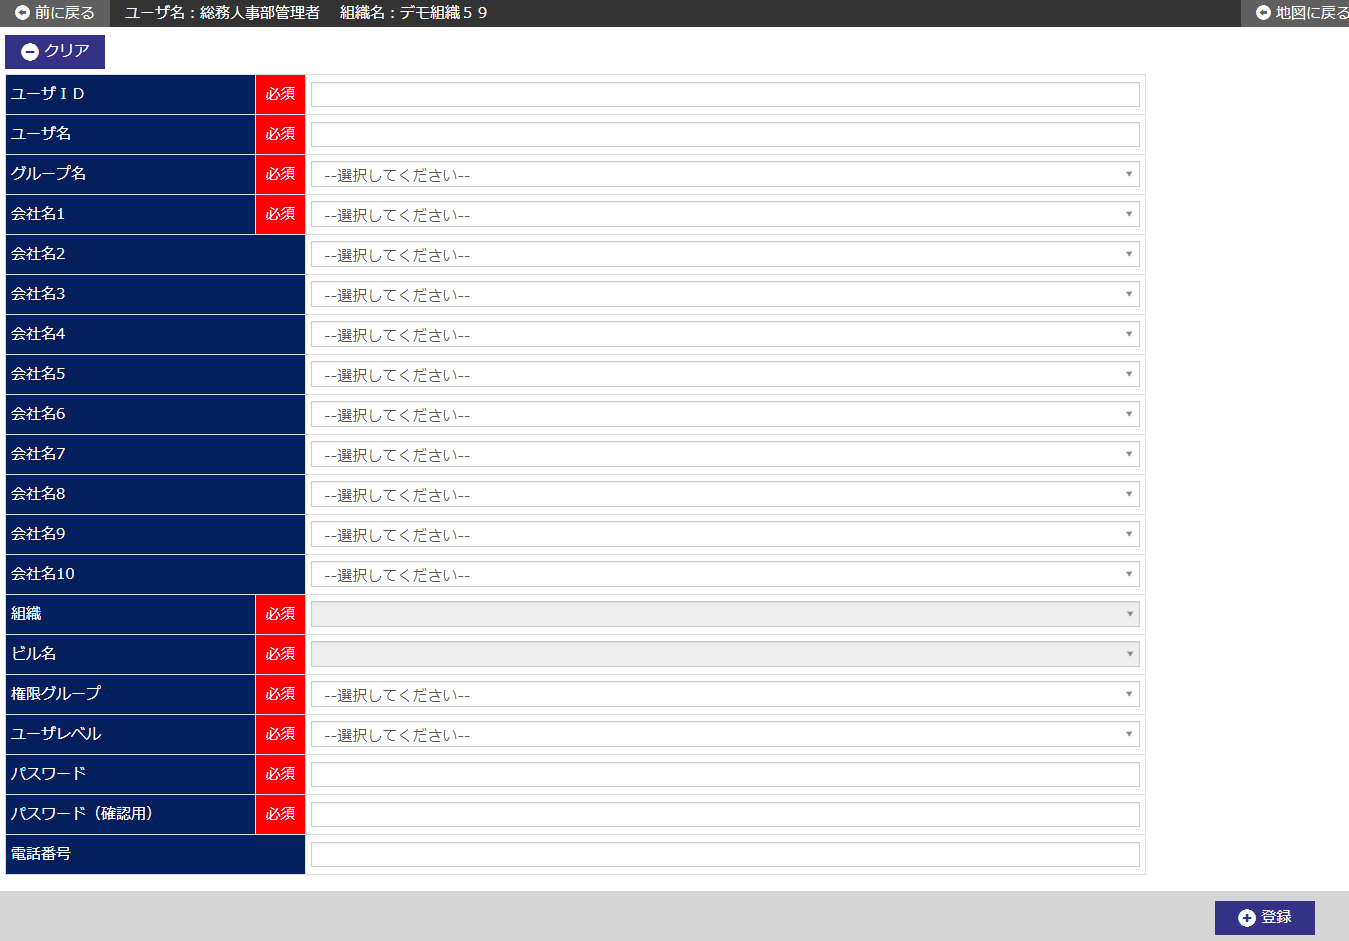 前に戻る ユーザ名：総務人事部管理者 組織名：デモ組織５９ 地図に戻る
クリア
ユーザＩＤ 必須
ユーザ名 必須
グループ名 必須 --選択してください--
会社名1 必須 --選択してください--
会社名2 --選択してください--
会社名3 --選択してください--
会社名4 --選択してください--
会社名5 --選択してください--
会社名6 --選択してください--
会社名7 --選択してください--
会社名8 --選択してください--
会社名9 --選択してください--
会社名10 --選択してください--
組織 必須
ビル名 必須
権限グループ 必須 --選択してください--
ユーザレベル 必須 --選択してください--
パスワード 必須
パスワード（確認用） 必須
電話番号
登録